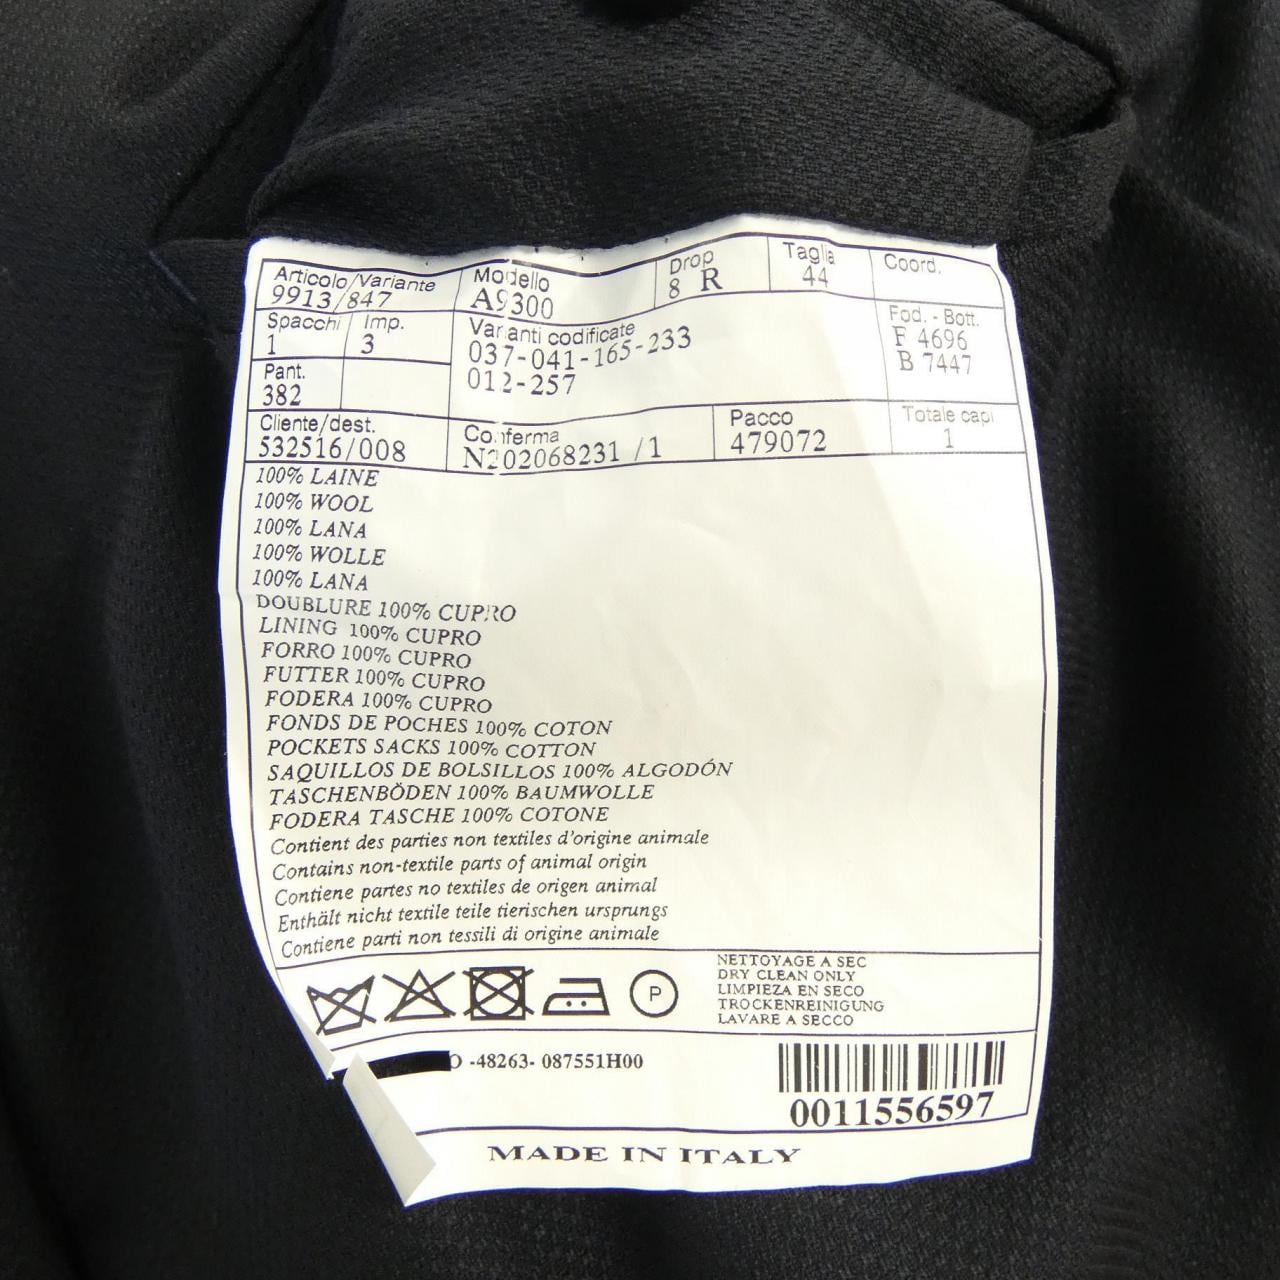 Articolo/Variante Modello Drop Taglia Coord.
9913/847 A9300 8 R 44
Spacchi Imp. Varianti codificate Fod. - Bott.
1 3 037-041-165-233 F 4696
012-257 B 7447
Pant.
382
Cliente/dest. Conferma Pacco Totale capi
532516/008 N202068231 /1 479072 1
100% LAINE
100% WOOL
100% LANA
100% WOLLE
100% LANA
DOUBLURE 100% CUPRO
LINING 100% CUPRO
FORRO 100% CUPRO
FUTTER 100% CUPRO
FODERA 100% CUPRO
FONDS DE POCHES 100% COTON
POCKETS SACKS 100% COTTON
SAQUILLOS DE BOLSILLOS 100% ALGODÓN
TASCHENBÖDEN 100% BAUMWOLLE
FODERA TASCHE 100% COTONE
Contient des parties non textiles d'origine animale
Contains non-textile parts of animal origin
Contiene partes no textiles de origen animal
Enthält nicht textile teile tierischen ursprungs
Contiene parti non tessili di origine animale
P
NETTOYAGE A SEC
DRY CLEAN ONLY
LIMPIEZA EN SECO
TROCKENREINIGUNG
LAVARE A SECCO
O -48263- 087551H00
0011556597
MADE IN ITALY